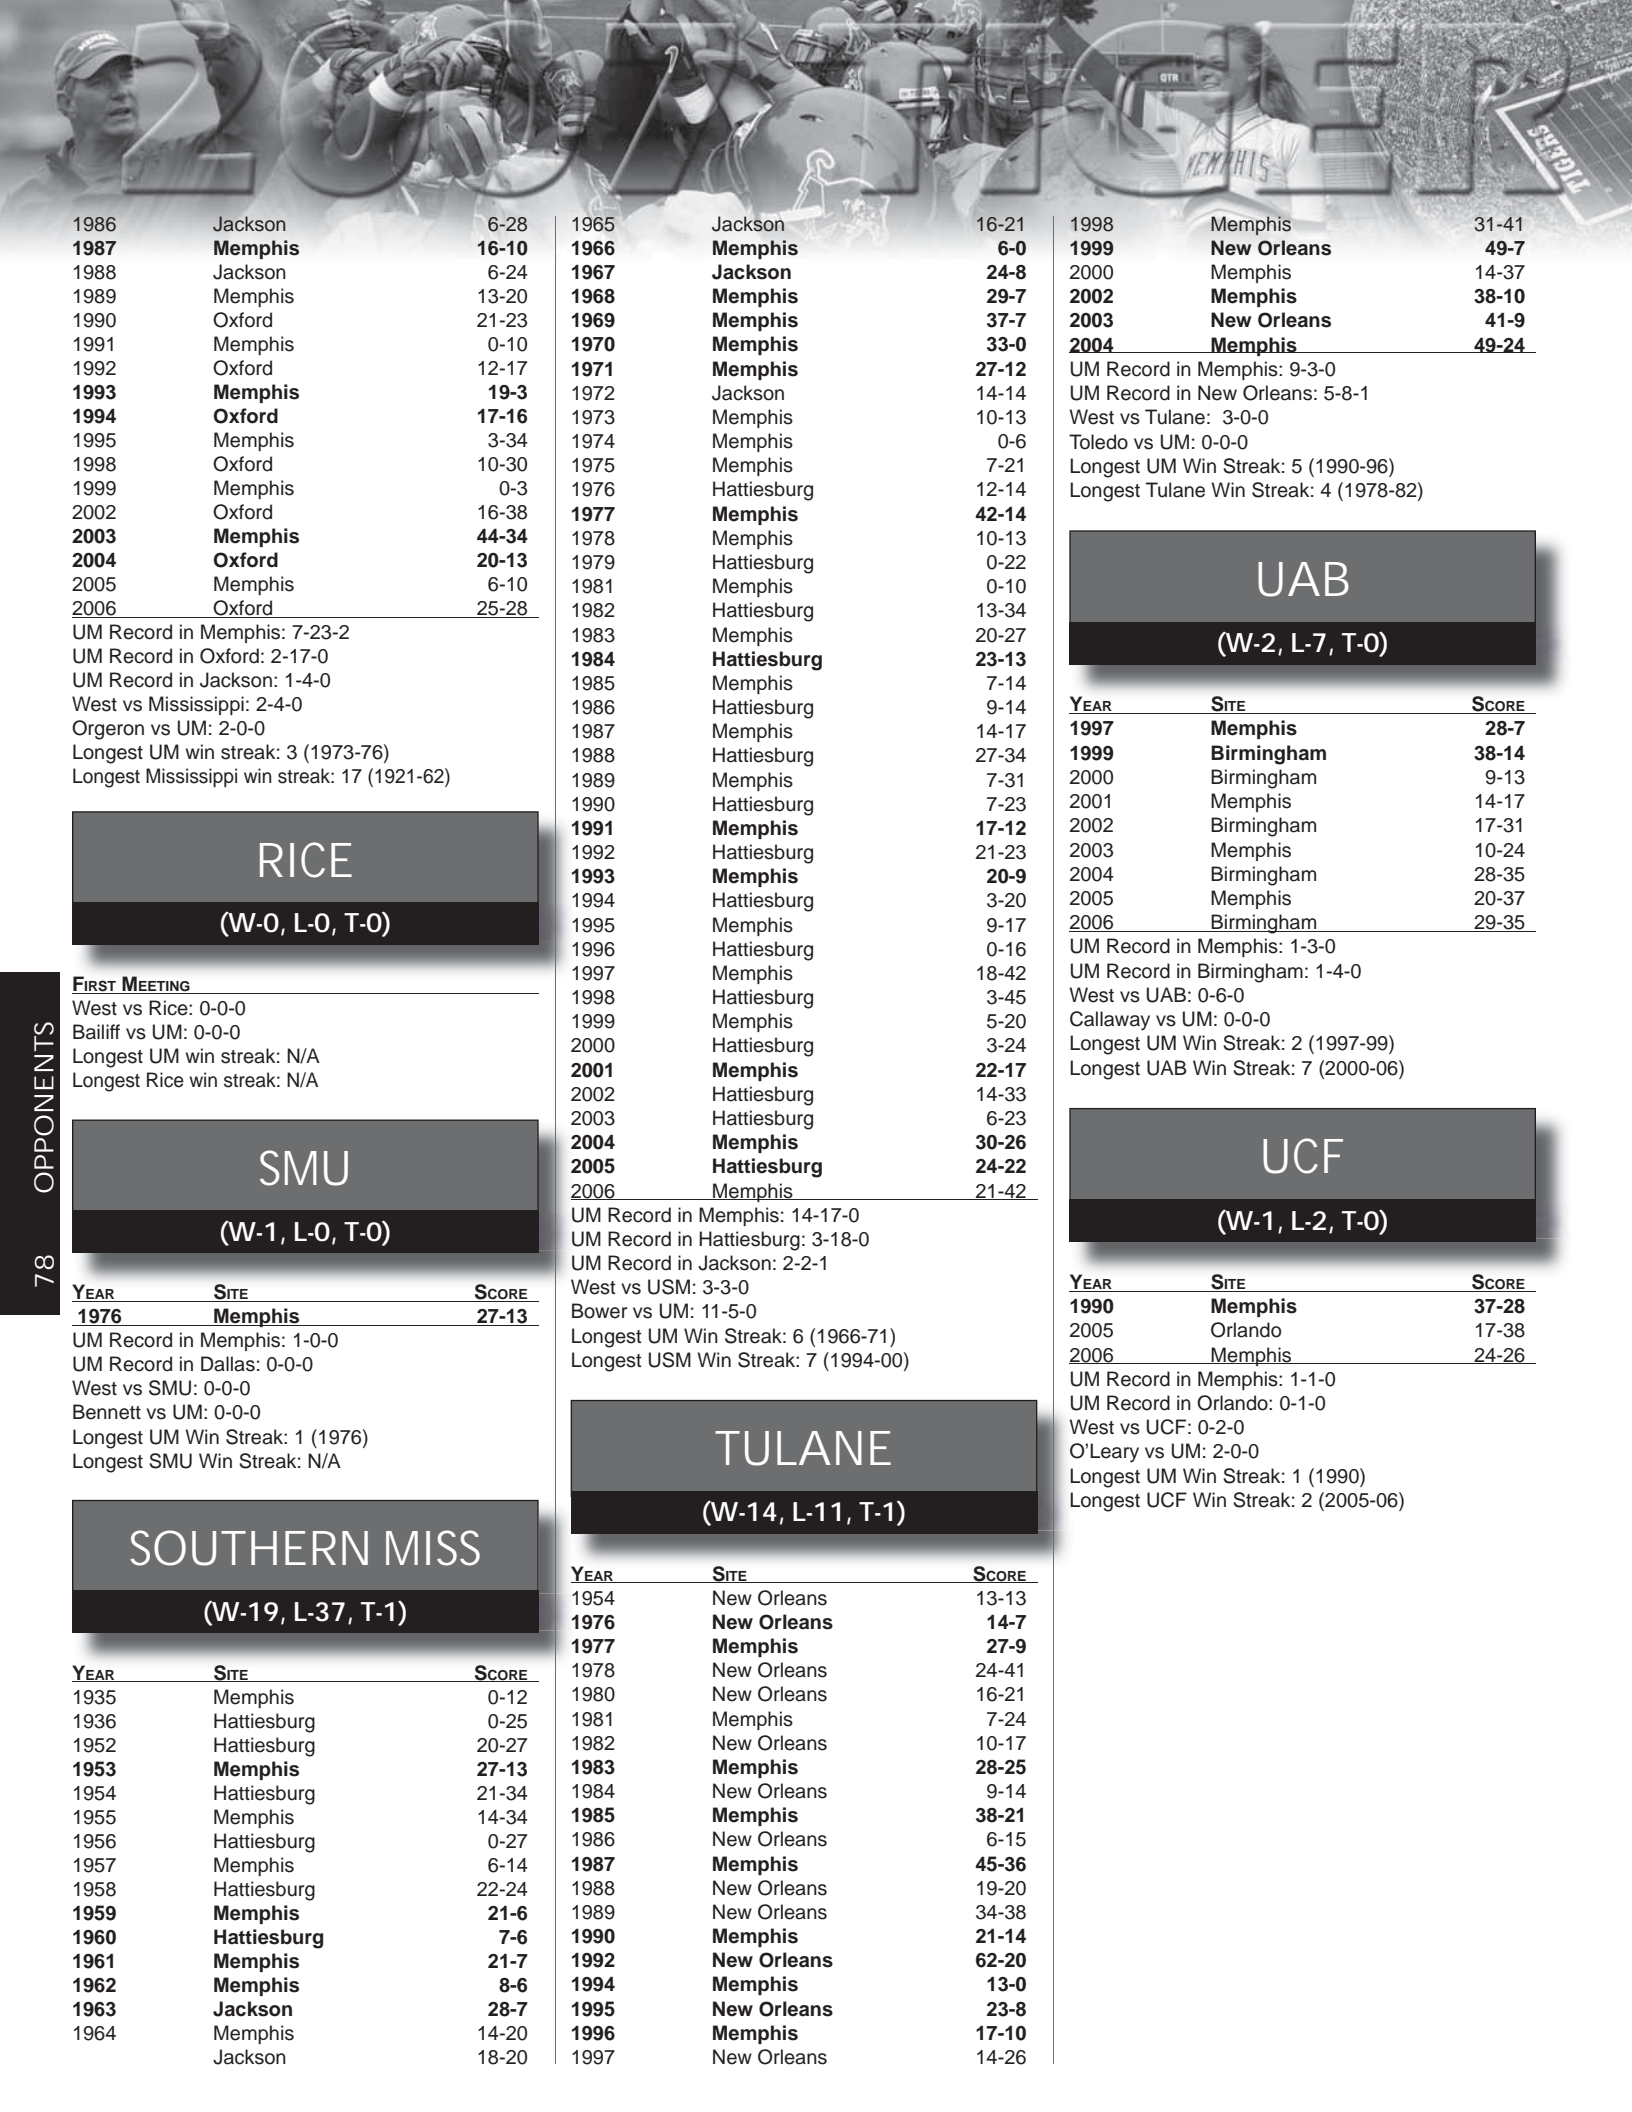 2007 TIGER
QTR
MEMPHIS
TIGERS
1986 Jackson 6-28
1987 Memphis 16-10
1988 Jackson 6-24
1989 Memphis 13-20
1990 Oxford 21-23
1991 Memphis 0-10
1992 Oxford 12-17
1993 Memphis 19-3
1994 Oxford 17-16
1995 Memphis 3-34
1998 Oxford 10-30
1999 Memphis 0-3
2002 Oxford 16-38
2003 Memphis 44-34
2004 Oxford 20-13
2005 Memphis 6-10
2006 Oxford 25-28
UM Record in Memphis: 7-23-2
UM Record in Oxford: 2-17-0
UM Record in Jackson: 1-4-0
West vs Mississippi: 2-4-0
Orgeron vs UM: 2-0-0
Longest UM win streak: 3 (1973-76)
Longest Mississippi win streak: 17 (1921-62)
RICE
(W-0, L-0, T-0)
First Meeting
West vs Rice: 0-0-0
Bailiff vs UM: 0-0-0
Longest UM win streak: N/A
Longest Rice win streak: N/A
SMU
(W-1, L-0, T-0)
Year Site Score
1976 Memphis 27-13
UM Record in Memphis: 1-0-0
UM Record in Dallas: 0-0-0
West vs SMU: 0-0-0
Bennett vs UM: 0-0-0
Longest UM Win Streak: 1 (1976)
Longest SMU Win Streak: N/A
SOUTHERN MISS
(W-19, L-37, T-1)
Year Site Score
1935 Memphis 0-12
1936 Hattiesburg 0-25
1952 Hattiesburg 20-27
1953 Memphis 27-13
1954 Hattiesburg 21-34
1955 Memphis 14-34
1956 Hattiesburg 0-27
1957 Memphis 6-14
1958 Hattiesburg 22-24
1959 Memphis 21-6
1960 Hattiesburg 7-6
1961 Memphis 21-7
1962 Memphis 8-6
1963 Jackson 28-7
1964 Memphis 14-20
Jackson 18-20
1965 Jackson 16-21
1966 Memphis 6-0
1967 Jackson 24-8
1968 Memphis 29-7
1969 Memphis 37-7
1970 Memphis 33-0
1971 Memphis 27-12
1972 Jackson 14-14
1973 Memphis 10-13
1974 Memphis 0-6
1975 Memphis 7-21
1976 Hattiesburg 12-14
1977 Memphis 42-14
1978 Memphis 10-13
1979 Hattiesburg 0-22
1981 Memphis 0-10
1982 Hattiesburg 13-34
1983 Memphis 20-27
1984 Hattiesburg 23-13
1985 Memphis 7-14
1986 Hattiesburg 9-14
1987 Memphis 14-17
1988 Hattiesburg 27-34
1989 Memphis 7-31
1990 Hattiesburg 7-23
1991 Memphis 17-12
1992 Hattiesburg 21-23
1993 Memphis 20-9
1994 Hattiesburg 3-20
1995 Memphis 9-17
1996 Hattiesburg 0-16
1997 Memphis 18-42
1998 Hattiesburg 3-45
1999 Memphis 5-20
2000 Hattiesburg 3-24
2001 Memphis 22-17
2002 Hattiesburg 14-33
2003 Hattiesburg 6-23
2004 Memphis 30-26
2005 Hattiesburg 24-22
2006 Memphis 21-42
UM Record in Memphis: 14-17-0
UM Record in Hattiesburg: 3-18-0
UM Record in Jackson: 2-2-1
West vs USM: 3-3-0
Bower vs UM: 11-5-0
Longest UM Win Streak: 6 (1966-71)
Longest USM Win Streak: 7 (1994-00)
TULANE
(W-14, L-11, T-1)
Year Site Score
1954 New Orleans 13-13
1976 New Orleans 14-7
1977 Memphis 27-9
1978 New Orleans 24-41
1980 New Orleans 16-21
1981 Memphis 7-24
1982 New Orleans 10-17
1983 Memphis 28-25
1984 New Orleans 9-14
1985 Memphis 38-21
1986 New Orleans 6-15
1987 Memphis 45-36
1988 New Orleans 19-20
1989 New Orleans 34-38
1990 Memphis 21-14
1992 New Orleans 62-20
1994 Memphis 13-0
1995 New Orleans 23-8
1996 Memphis 17-10
1997 New Orleans 14-26
1998 Memphis 31-41
1999 New Orleans 49-7
2000 Memphis 14-37
2002 Memphis 38-10
2003 New Orleans 41-9
2004 Memphis 49-24
UM Record in Memphis: 9-3-0
UM Record in New Orleans: 5-8-1
West vs Tulane: 3-0-0
Toledo vs UM: 0-0-0
Longest UM Win Streak: 5 (1990-96)
Longest Tulane Win Streak: 4 (1978-82)
UAB
(W-2, L-7, T-0)
Year Site Score
1997 Memphis 28-7
1999 Birmingham 38-14
2000 Birmingham 9-13
2001 Memphis 14-17
2002 Birmingham 17-31
2003 Memphis 10-24
2004 Birmingham 28-35
2005 Memphis 20-37
2006 Birmingham 29-35
UM Record in Memphis: 1-3-0
UM Record in Birmingham: 1-4-0
West vs UAB: 0-6-0
Callaway vs UM: 0-0-0
Longest UM Win Streak: 2 (1997-99)
Longest UAB Win Streak: 7 (2000-06)
UCF
(W-1, L-2, T-0)
Year Site Score
1990 Memphis 37-28
2005 Orlando 17-38
2006 Memphis 24-26
UM Record in Memphis: 1-1-0
UM Record in Orlando: 0-1-0
West vs UCF: 0-2-0
O'Leary vs UM: 2-0-0
Longest UM Win Streak: 1 (1990)
Longest UCF Win Streak: 2 (2005-06)
78 OPPONENTS